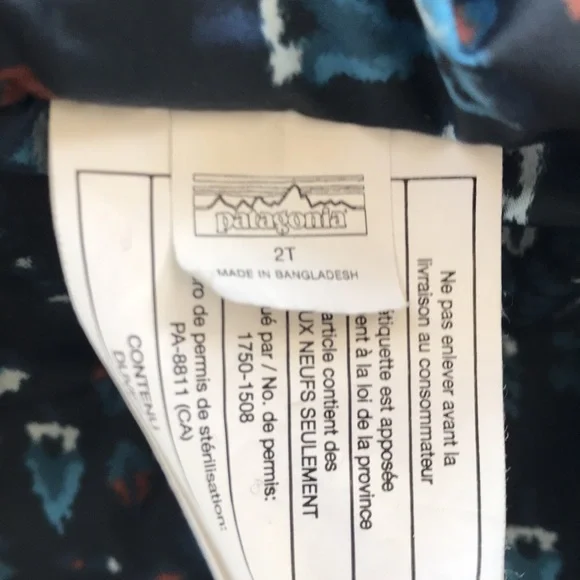 patagonia
2T
MADE IN BANGLADESH
Ne pas enlever avant la
livraison au consommateur
étiquette est apposée
ent à la loi de la province
article contient des
UX NEUFS SEULEMENT
ué par / No. de permis:
1750-1508
ro de permis de stérilisation:
PA-8811 (CA)
CONTENU